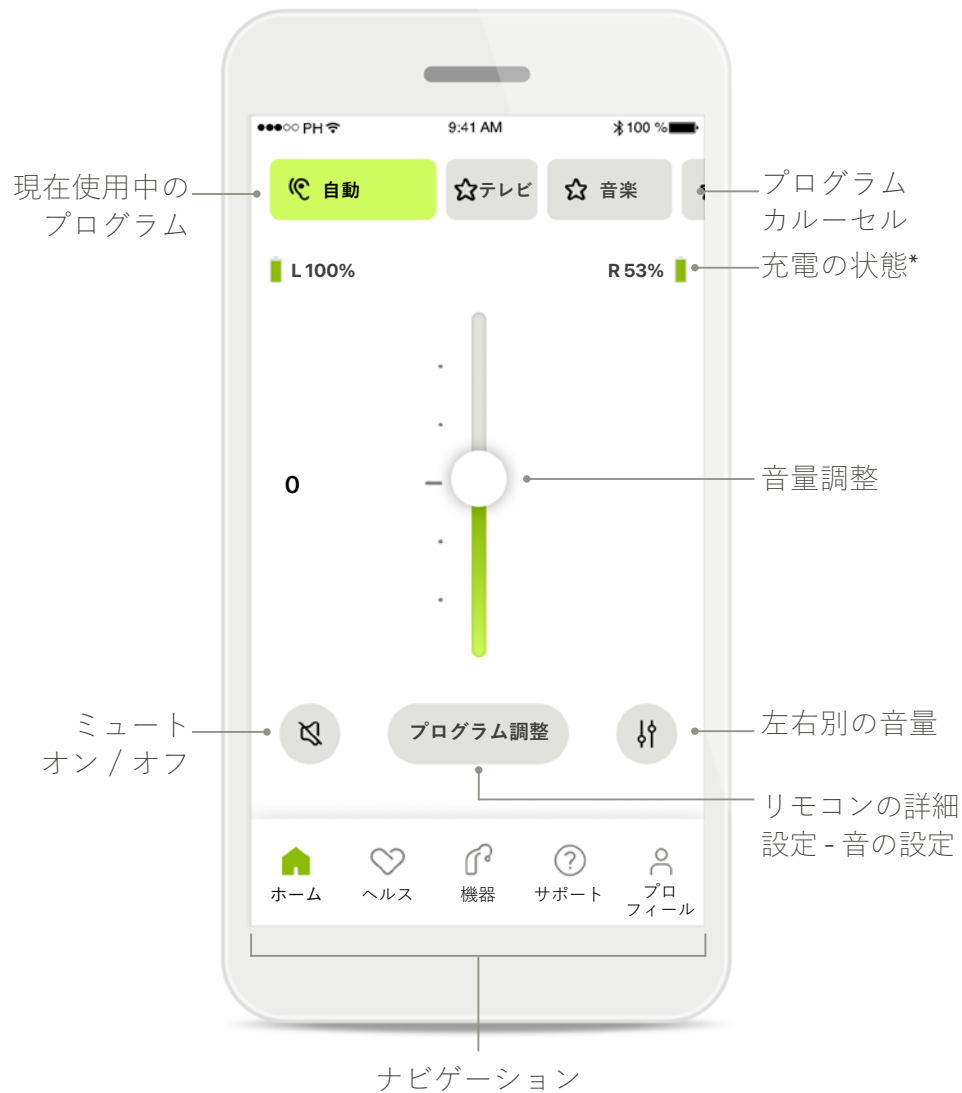 ●●●○○ PH 9:41 AM 100 %
現在使用中の
プログラム
自動 テレビ 音楽
プログラム
カルーセル
L 100% R 53%
充電の状態*
0
音量調整
ミュート
オン / オフ
プログラム調整
左右別の音量
リモコンの詳細
設定 - 音の設定
ホーム ヘルス 機器 サポート プロ
フィール
ナビゲーション